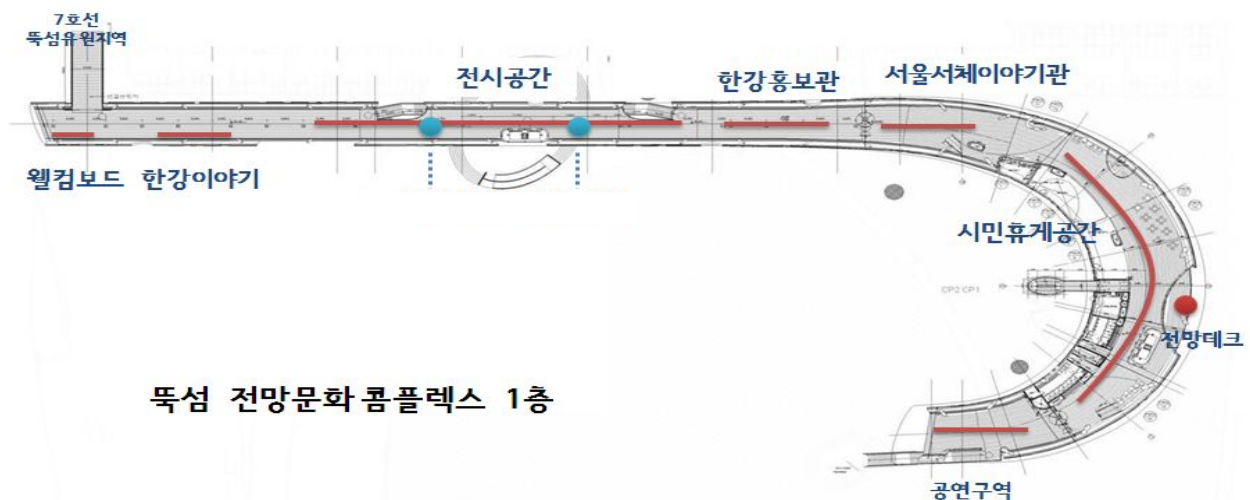 7호선
뚝섬유원지역
전시공간
한강홍보관
서울서체이야기관
웰컴보드 한강이야기
시민휴게공간
CP2 CP1
전망데크
뚝섬 전망문화 콤플렉스 1층
공연구역